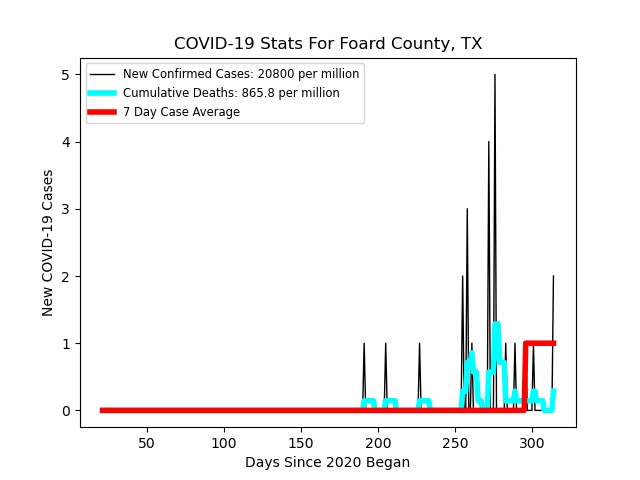 COVID-19 Stats For Foard County, TX
New Confirmed Cases: 20800 per million
Cumulative Deaths: 865.8 per million
7 Day Case Average
New COVID-19 Cases
5
4
3
2
1
0
50 100 150 200 250 300
Days Since 2020 Began